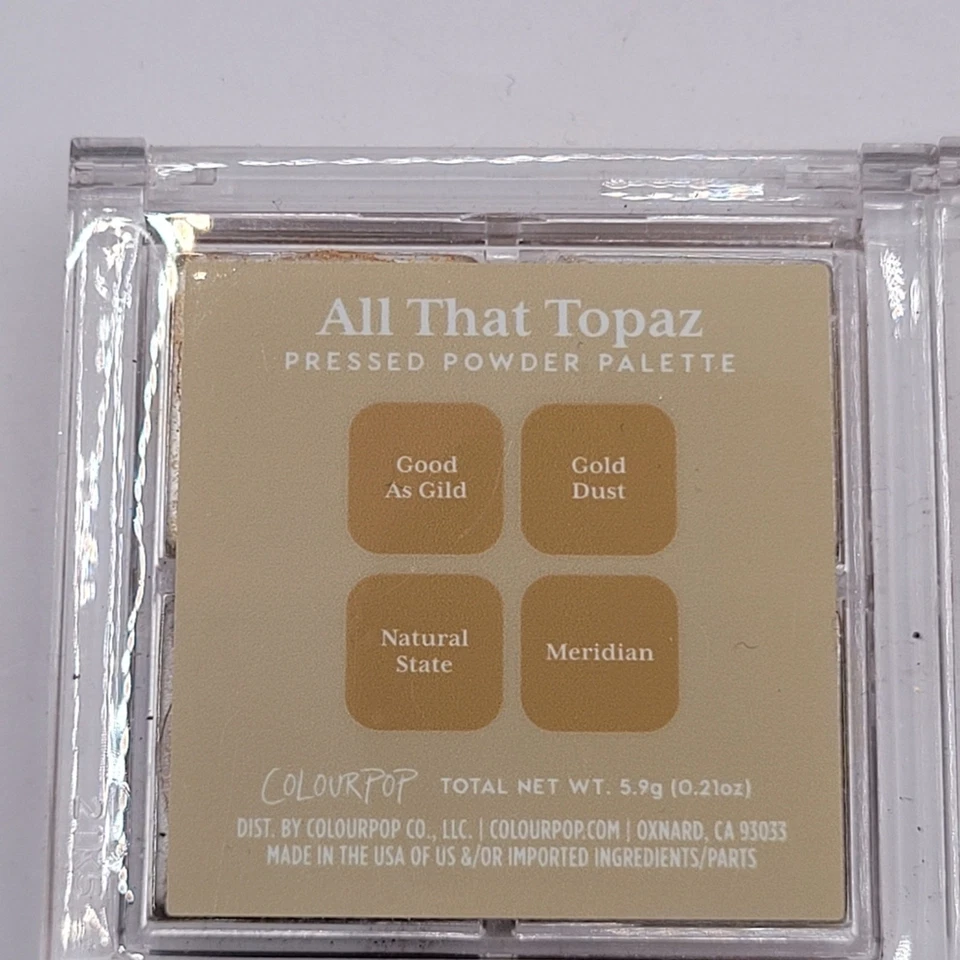 All That Topaz
PRESSED POWDER PALETTE
Good
As Gild
Gold
Dust
Natural
State
Meridian
COLOURPOP TOTAL NET WT. 5.9g (0.21oz)
DIST. BY COLOURPOP CO., LLC. | COLOURPOP.COM | OXNARD, CA 93033
MADE IN THE USA OF US &/OR IMPORTED INGREDIENTS/PARTS